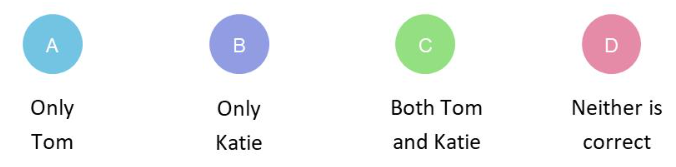 A B C D
Only Only Both Tom Neither is
Tom Katie and Katie correct